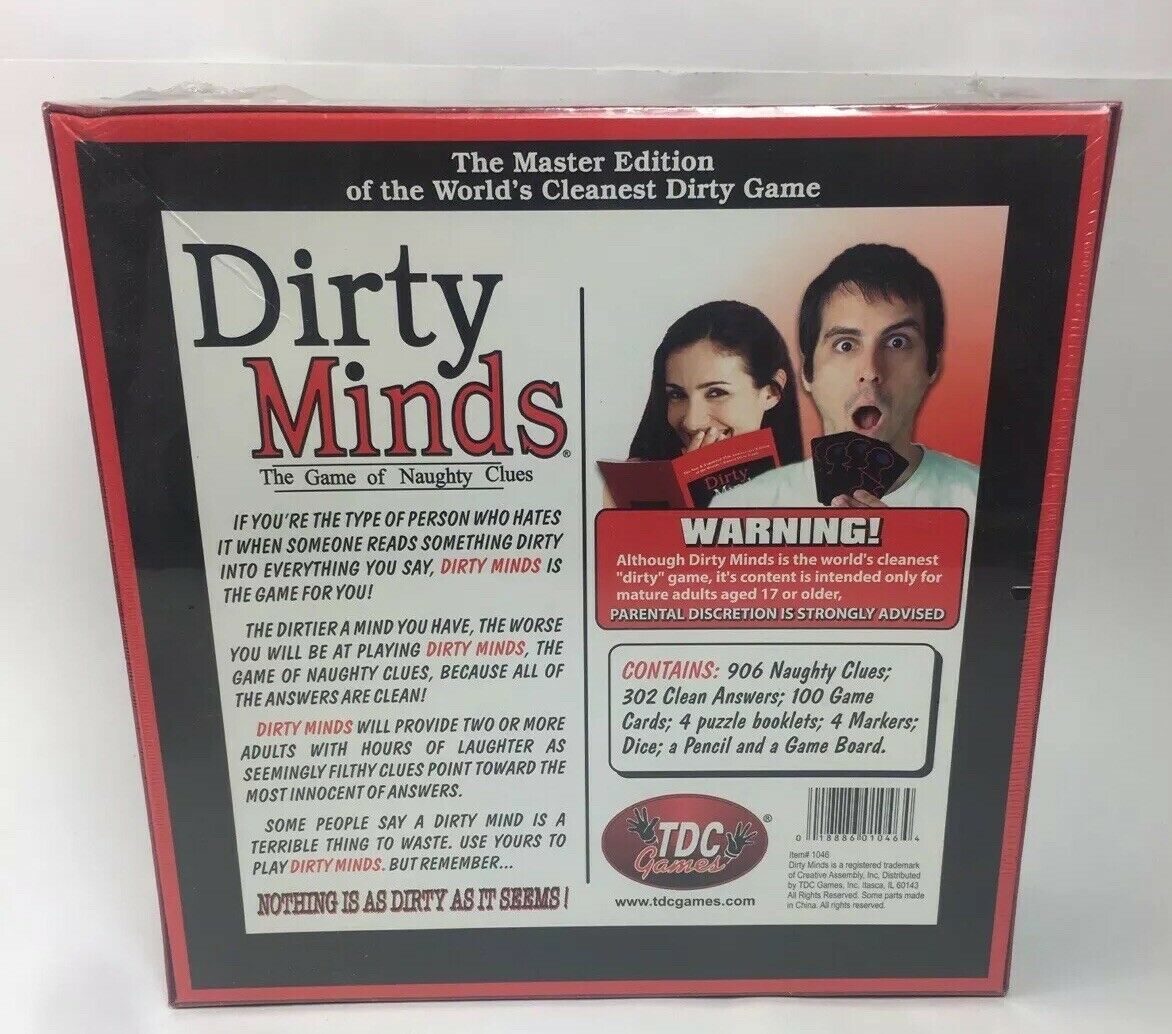 The Master Edition
of the World's Cleanest Dirty Game
Dirty
Minds®
The Game of Naughty Clues
IF YOU'RE THE TYPE OF PERSON WHO HATES
IT WHEN SOMEONE READS SOMETHING DIRTY
INTO EVERYTHING YOU SAY, DIRTY MINDS IS
THE GAME FOR YOU!
THE DIRTIER A MIND YOU HAVE, THE WORSE
YOU WILL BE AT PLAYING DIRTY MINDS, THE
GAME OF NAUGHTY CLUES, BECAUSE ALL OF
THE ANSWERS ARE CLEAN!
DIRTY MINDS WILL PROVIDE TWO OR MORE
ADULTS WITH HOURS OF LAUGHTER AS
SEEMINGLY FILTHY CLUES POINT TOWARD THE
MOST INNOCENT OF ANSWERS.
SOME PEOPLE SAY A DIRTY MIND IS A
TERRIBLE THING TO WASTE. USE YOURS TO
PLAY DIRTY MINDS. BUT REMEMBER...
NOTHING IS AS DIRTY AS IT SEEMS!
Dirty
WARNING!
Although Dirty Minds is the world's cleanest
"dirty" game, it's content is intended only for
mature adults aged 17 or older,
PARENTAL DISCRETION IS STRONGLY ADVISED
CONTAINS: 906 Naughty Clues;
302 Clean Answers; 100 Game
Cards; 4 puzzle booklets; 4 Markers;
Dice; a Pencil and a Game Board.
TDC
Games
®
www.tdcgames.com
0 18886 01046 4
Item# 1046
Dirty Minds is a registered trademark
of Creative Assembly, Inc. Distributed
by TDC Games, Inc. Itasca, IL 60143
All Rights Reserved. Some parts made
in China. All rights reserved.